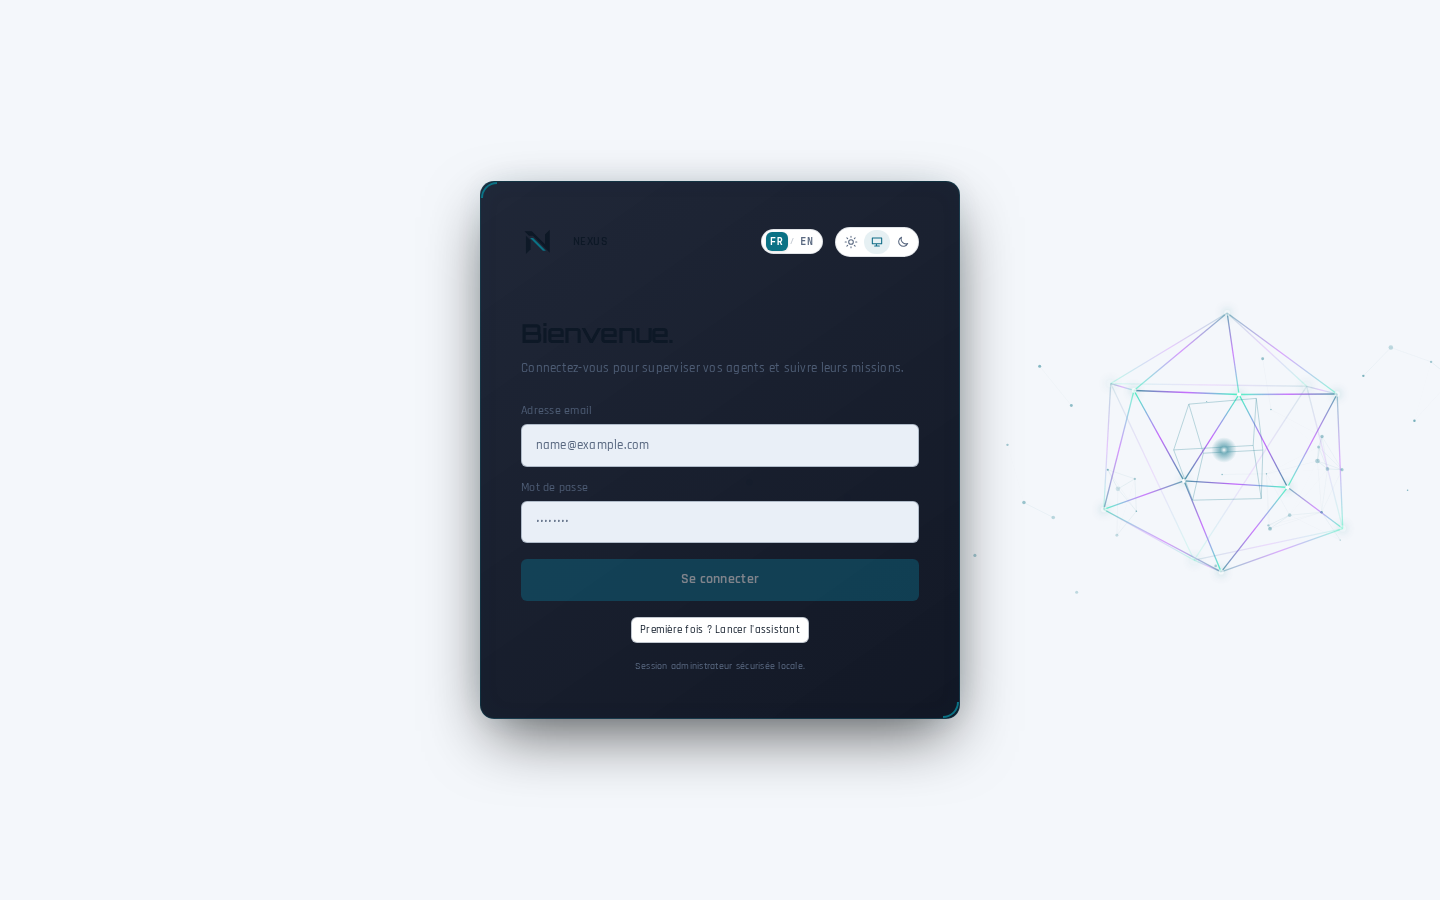 NEXUS
FR / EN
Bienvenue.
Connectez-vous pour superviser vos agents et suivre leurs missions.
Adresse email
name@example.com
Mot de passe
••••••••
Se connecter
Première fois ? Lancer l'assistant
Session administrateur sécurisée locale.